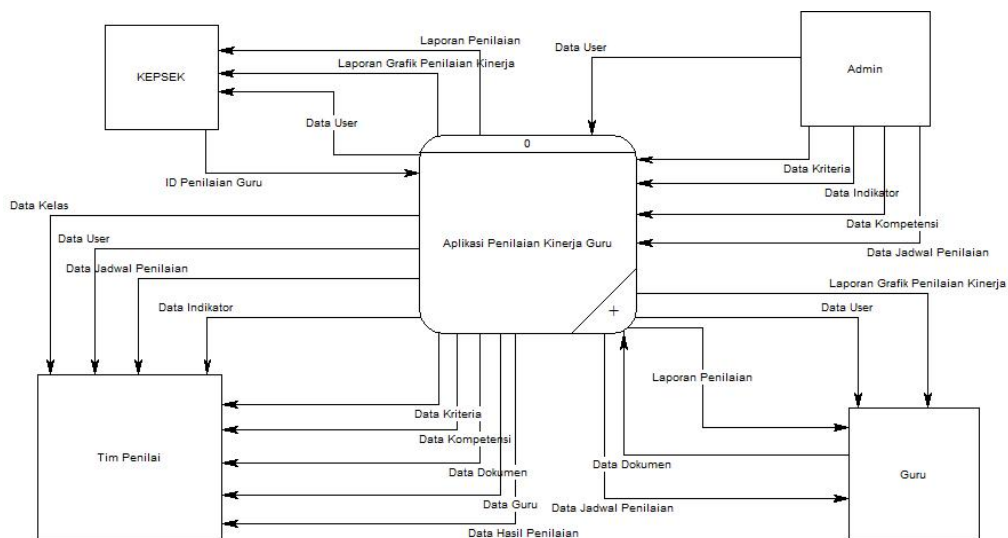 Laporan Penilaian
Data User
KEPSEK
Laporan Grafik Penilaian Kinerja
Admin
Data User
0
Data Kriteria
ID Penilaian Guru
Data Indikator
Data Kelas
Data Kompetensi
Data User
Aplikasi Penilaian Kinerja Guru
Data Jadwal Penilaian
Data Jadwal Penilaian
Laporan Grafik Penilaian Kinerja
Data Indikator
Data User
+
Laporan Penilaian
Data Kriteria
Data Kompetensi
Tim Penilai
Data Dokumen
Data Dokumen
Guru
Data Guru
Data Jadwal Penilaian
Data Hasil Penilaian